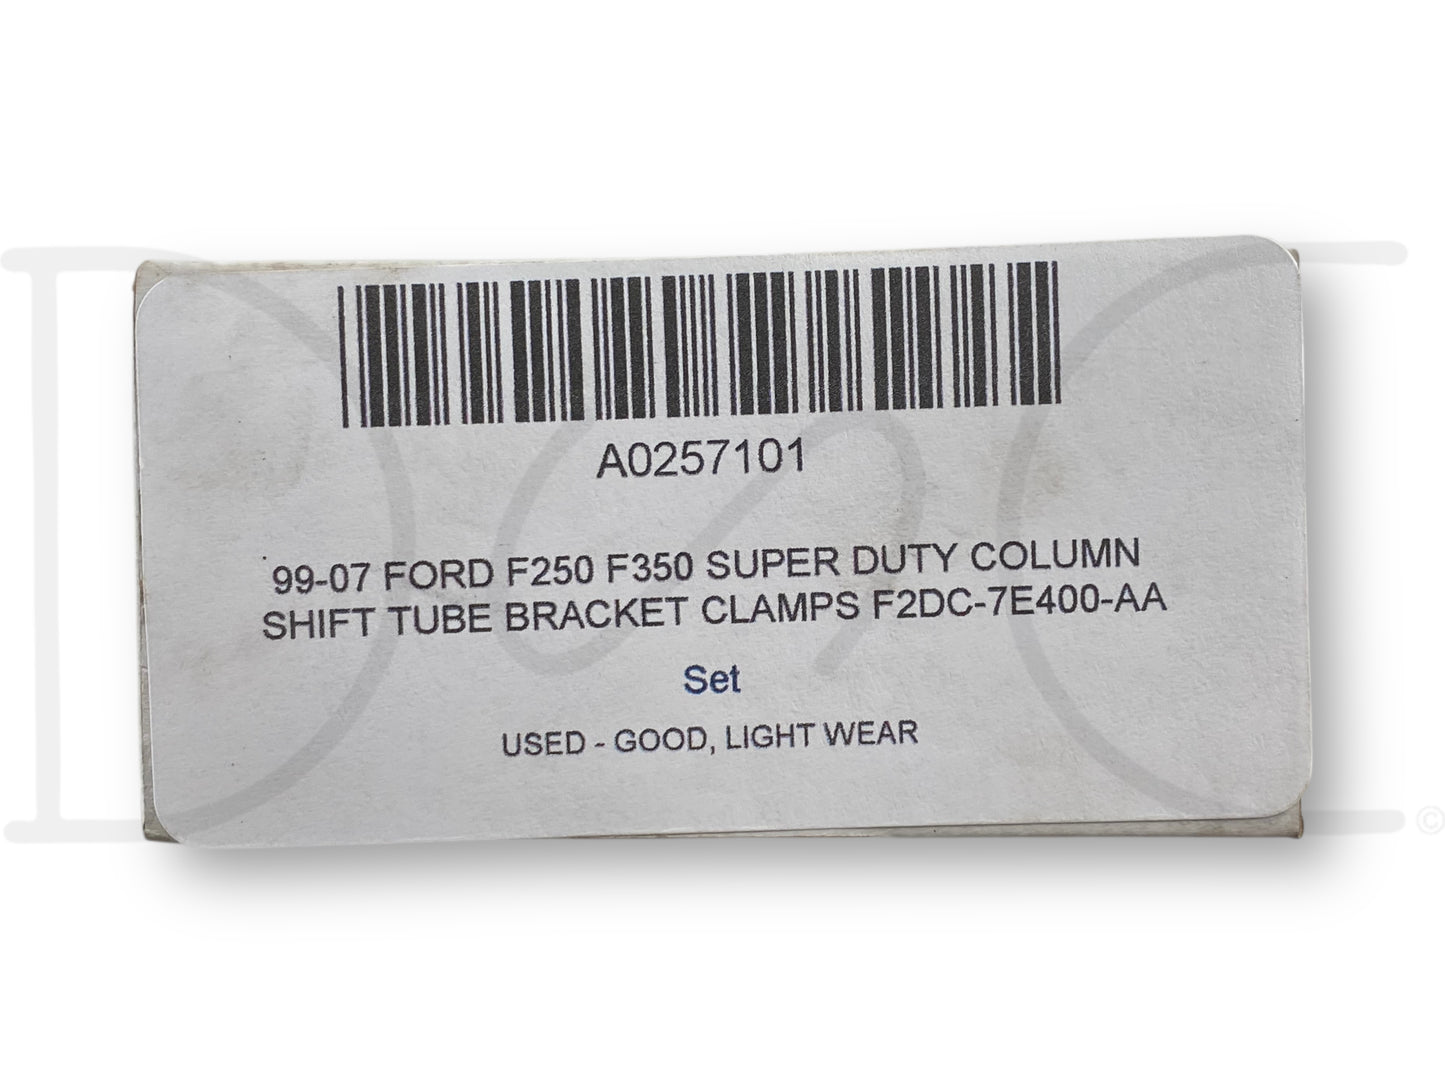 A0257101
99-07 FORD F250 F350 SUPER DUTY COLUMN
SHIFT TUBE BRACKET CLAMPS F2DC-7E400-AA
Set
USED - GOOD, LIGHT WEAR
©